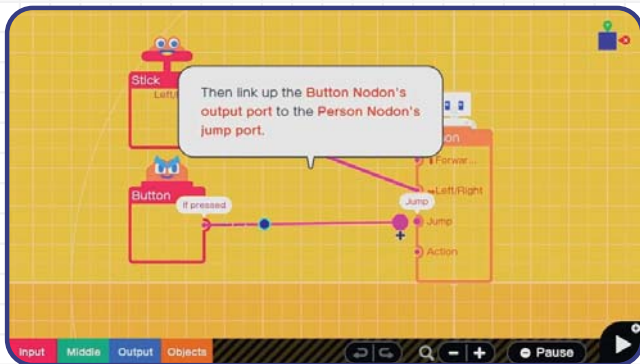 Stick
Then link up the Button Nodon's
output port to the Person Nodon's
jump port.
Forwar...
Left/Right
Button
If pressed
Jump
Jump
Action
Input
Middle
Output
Objects
Pause